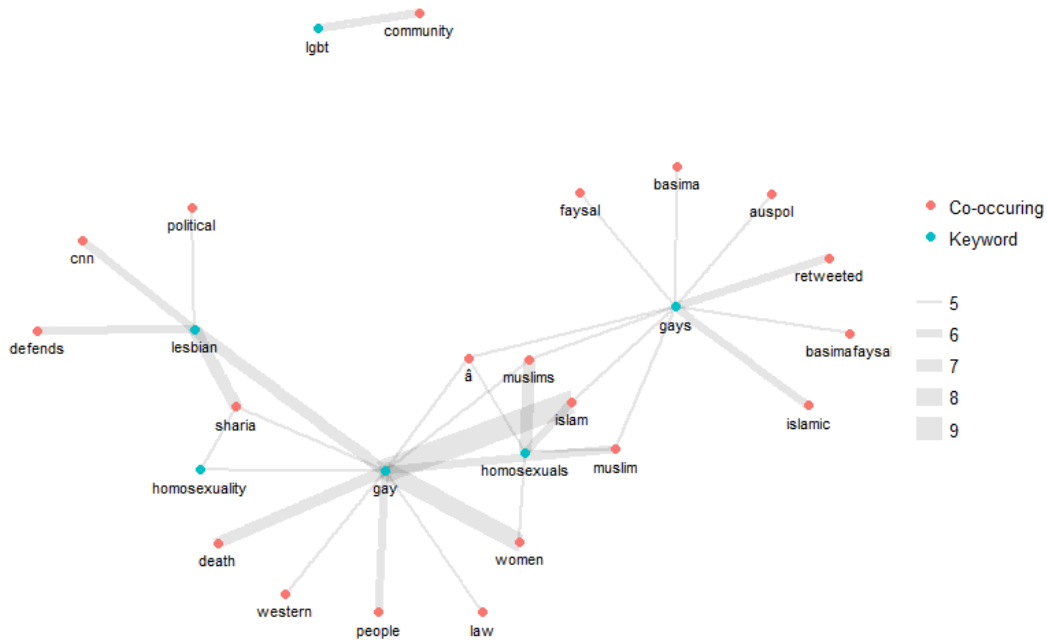 lgbt
community
basima
faysal
auspol
political
cnn
retweeted
gays
basimafaysal
defends
lesbian
â
muslims
islam
islamic
sharia
homosexuality
gay
homosexuals
muslim
death
women
western
people
law
Co-occuring
Keyword
5
6
7
8
9